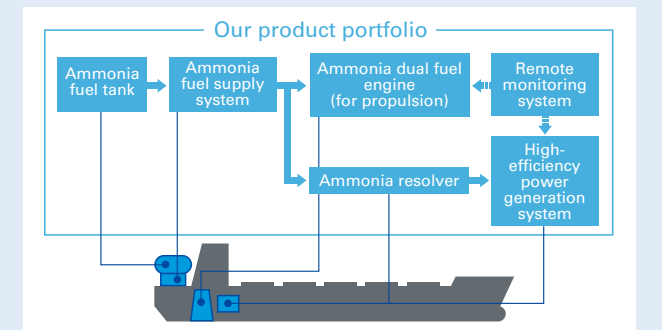 Our product portfolio
Ammonia
fuel tank
Ammonia
fuel supply
system
Ammonia dual fuel
engine
(for propulsion)
Remote
monitoring
system
Ammonia resolver
High-
efficiency
power
generation
system